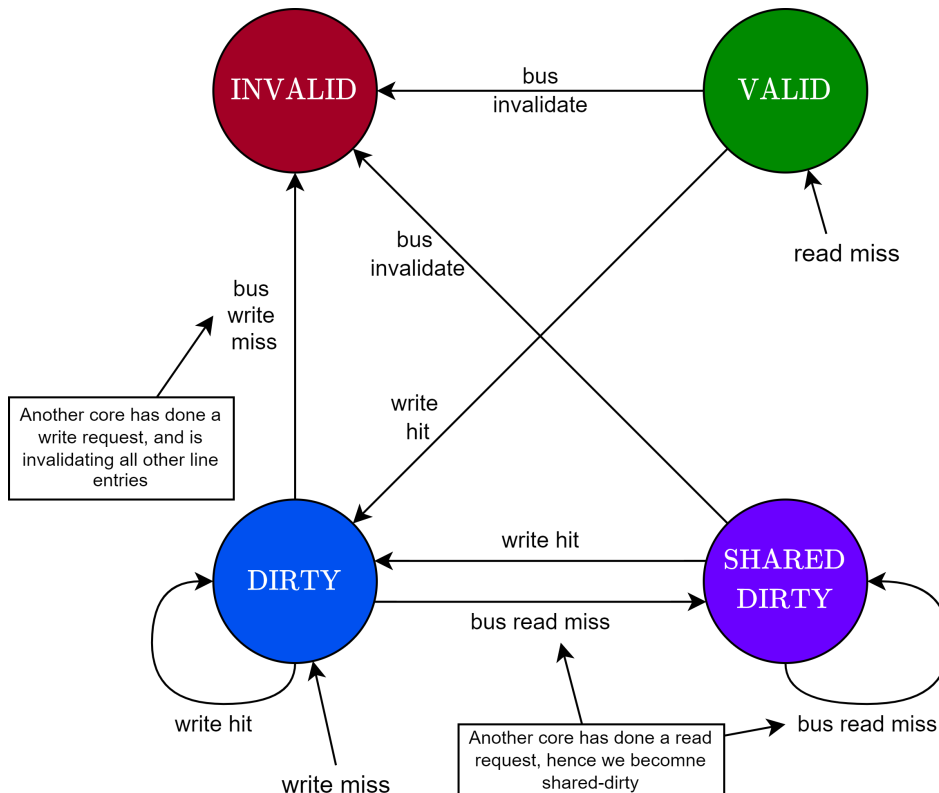 INVALID
VALID
bus
invalidate
read miss
bus
invalidate
bus
write
miss
write
hit
Another core has done a
write request, and is
invalidating all other line
entries
DIRTY
write hit
SHARED
DIRTY
bus read miss
write hit
bus read miss
write miss
Another core has done a read
request, hence we becomne
shared-dirty